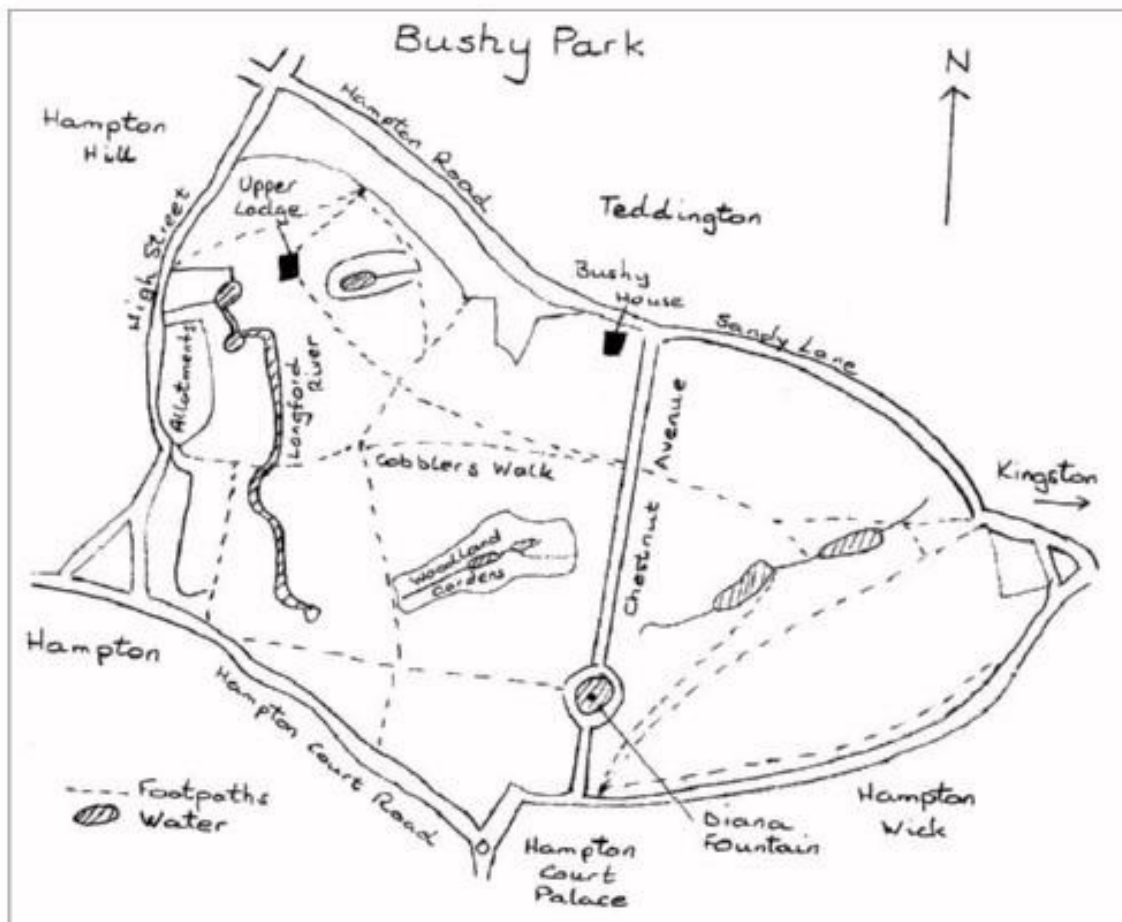 Bushy Park
N
Hampton
Hill
Hampton Road
Upper
Lodge
Teddington
High Street
Bushy
House
Sandy Lane
Allotments
Longford
River
Avenue
Cobblers Walk
Kingston
Woodland
Gardens
Chestnut
Hampton
Hampton Court Road
Footpaths
Water
Diana
Fountain
Hampton
Wick
Hampton
Court
Palace